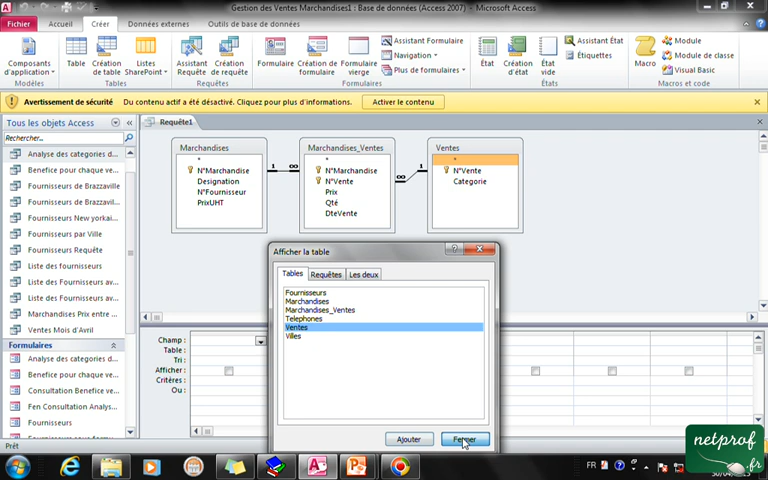 Gestion des Ventes Marchandises1 : Base de données (Access 2007) - Microsoft Access
Fichier Accueil Créer Données externes Outils de base de données
Composants d'application
Table
Création de table
Listes SharePoint
Assistant Requête
Création de requête
Formulaire
Création de formulaire
Formulaire vierge
Assistant Formulaire
Navigation
Plus de formulaires
État
Création d'état
État vide
Assistant État
Étiquettes
Macro
Module
Module de classe
Visual Basic
Modèles Tables Requêtes Formulaires États Macros et code
Avertissement de sécurité Du contenu actif a été désactivé. Cliquez pour plus d'informations. Activer le contenu
Tous les objets Access
Rechercher...
Analyse des categories d...
Benefice pour chaque ve...
Fournisseurs de Brazzaville
Fournisseurs New yorkai...
Fournisseurs par Ville
Fournisseurs Requête
Liste des fournisseurs
Liste des Fournisseurs av...
Liste des fournisseurs av...
Marchandises Prix entre ...
Ventes Mois d'Avril
Formulaires
Analyse des categories d...
Benefice pour chaque ve...
Consultation Benefice ve...
Fen Consultation Analys...
Fournisseurs
Requête1
Marchandises
*
N°Marchandise
Designation
N°Fournisseur
PrixUHT
1 ∞
Marchandises_Ventes
*
N°Marchandise
N°Vente
Prix
Qté
DteVente
∞ 1
Ventes
*
N°Vente
Categorie
Afficher la table
Tables Requêtes Les deux
Fournisseurs
Marchandises
Marchandises_Ventes
Telephones
Ventes
Villes
Ajouter Fermer
Champ :
Table :
Tri :
Afficher :
Critères :
Ou :
Prêt
FR
netprof
.fr